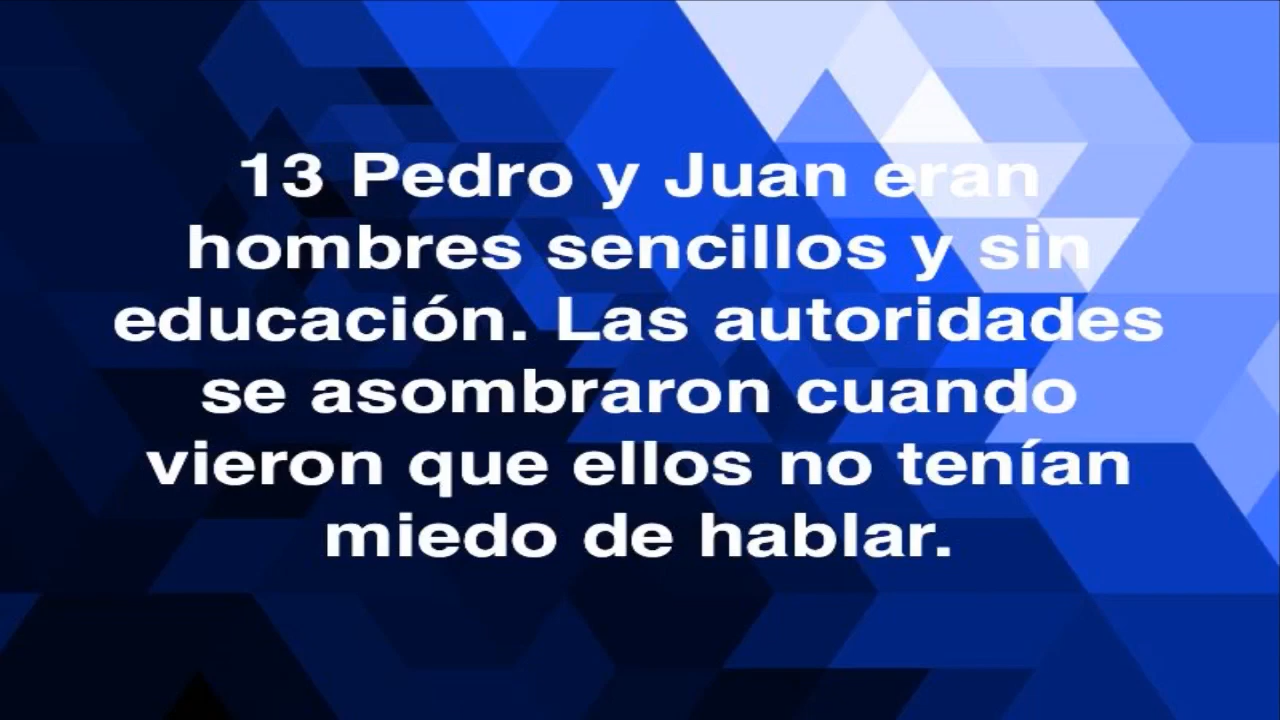 13 Pedro y Juan eran
hombres sencillos y sin
educación. Las autoridades
se asombraron cuando
vieron que ellos no tenían
miedo de hablar.